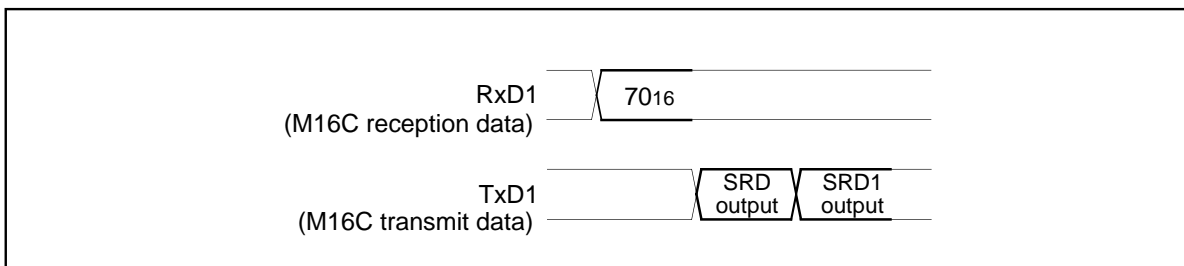 RxD1
(M16C reception data)
7016
TxD1
(M16C transmit data)
SRD
output
SRD1
output